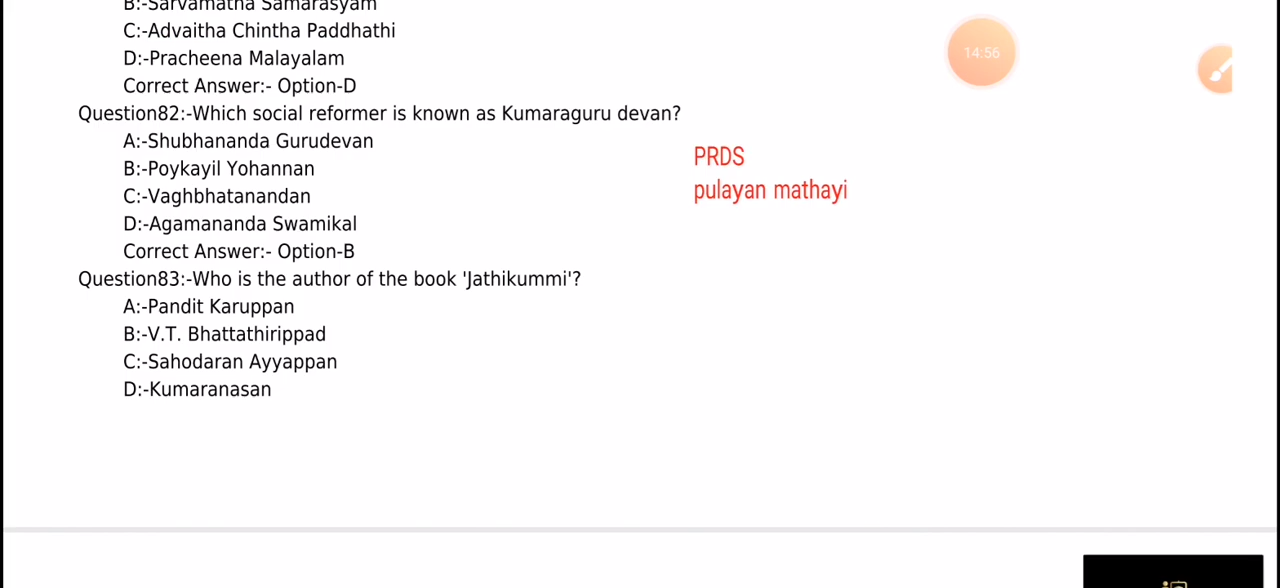 B:-Sarvamatha Samarasyam
C:-Advaitha Chintha Paddhathi
D:-Pracheena Malayalam
Correct Answer:- Option-D
14:56
Question82:-Which social reformer is known as Kumaraguru devan?
A:-Shubhananda Gurudevan
B:-Poykayil Yohannan
PRDS
C:-Vaghbhatanandan
pulayan mathayi
D:-Agamananda Swamikal
Correct Answer:- Option-B
Question83:-Who is the author of the book 'Jathikummi'?
A:-Pandit Karuppan
B:-V.T. Bhattathirippad
C:-Sahodaran Ayyappan
D:-Kumaranasan